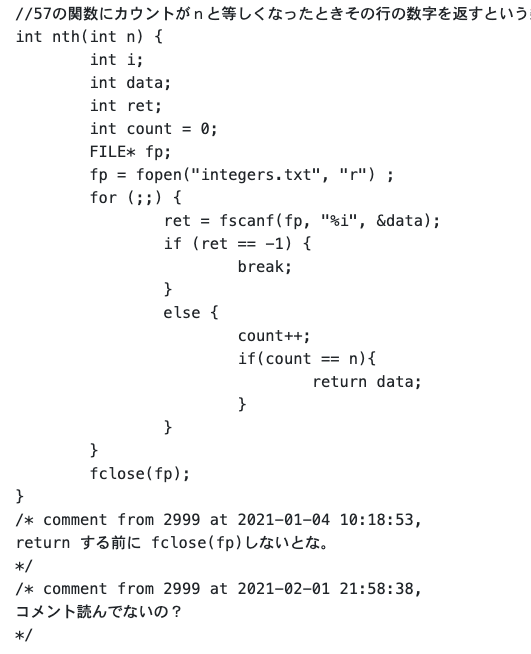 //57の関数にカウントがｎと等しくなったときその行の数字を返すという
int nth(int n) {
int i;
int data;
int ret;
int count = 0;
FILE* fp;
fp = fopen("integers.txt", "r") ;
for (;;) {
ret = fscanf(fp, "%i", &data);
if (ret == -1) {
break;
}
else {
count++;
if(count == n){
return data;
}
}
}
fclose(fp);
}
/* comment from 2999 at 2021-01-04 10:18:53,
return する前に fclose(fp)しないとな。
*/
/* comment from 2999 at 2021-02-01 21:58:38,
コメント読んでないの？
*/